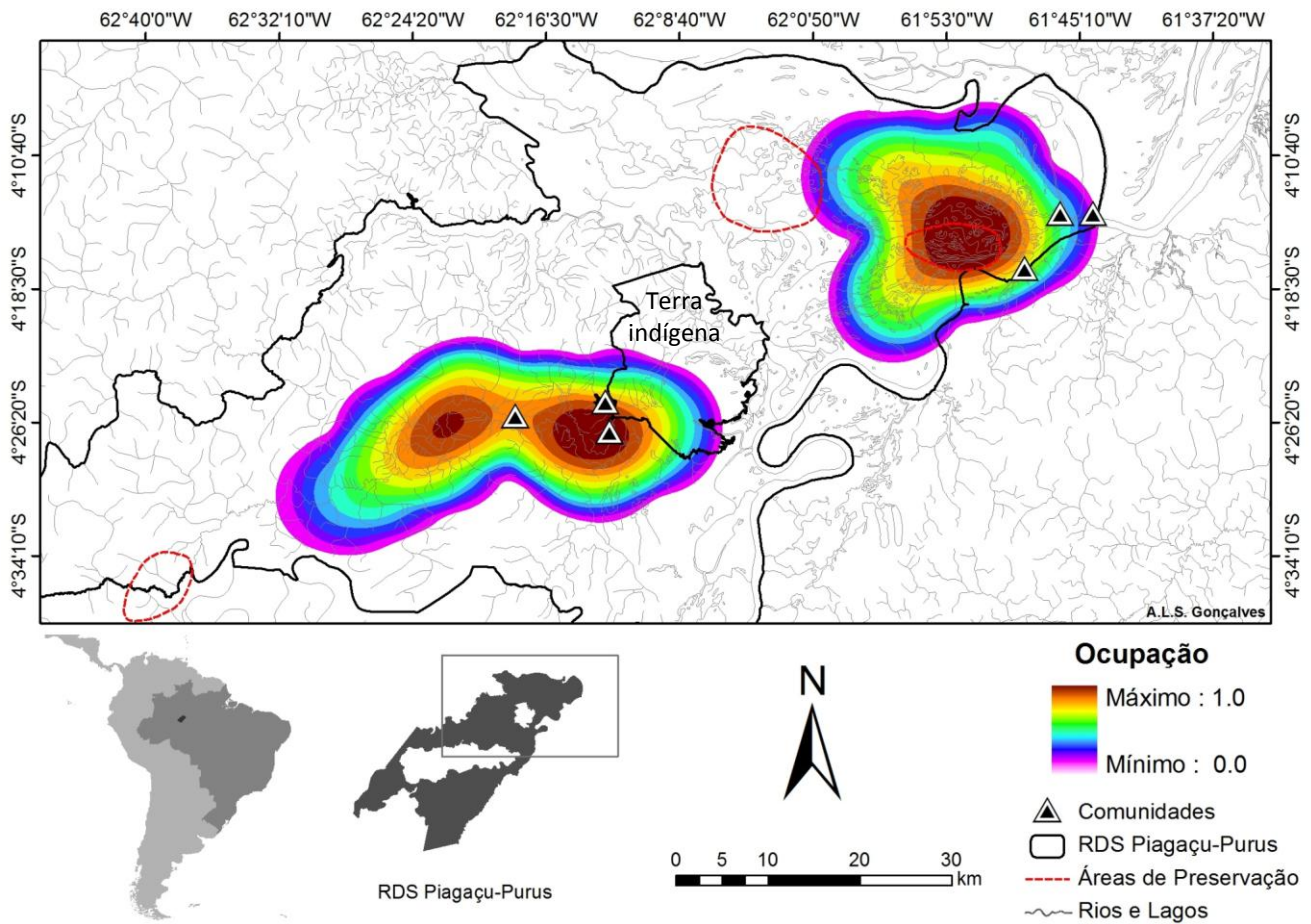 62°40'0"W 62°32'10"W 62°24'20"W 62°16'30"W 62°8'40"W 62°0'50"W 61°53'0"W 61°45'10"W 61°37'20"W
4°10'40"S
4°18'30"S
4°26'20"S
4°34'10"S
4°10'40"S
4°18'30"S
4°26'20"S
4°34'10"S
Terra
indígena
A.L.S. Gonçalves
RDS Piagaçu-Purus
N
0 5 10 20 30
km
Ocupação
Máximo : 1.0
Mínimo : 0.0
Comunidades
RDS Piagaçu-Purus
Áreas de Preservação
Rios e Lagos